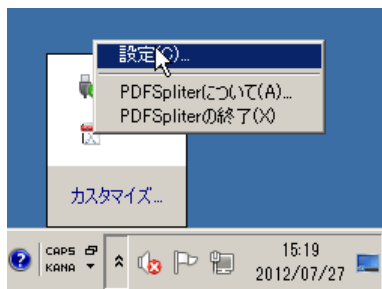 設定(C)...
PDFSpliterについて(A)...
PDFSpliterの終了(X)
カスタマイズ...
CAPS
KANA
15:19
2012/07/27